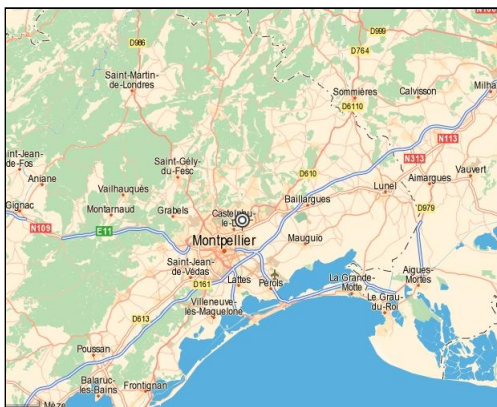 D986
D999
D764
Saint-Martin-
de-Londres
Sommières
Calvisson
Milha
D6110
N113
int-Jean-
de-Fos
Aniane
Saint-Gély-
du-Fesc
D610
N313
Vauvert
Vailhauquès
Lunel
Aimargues
Gignac
Montarnaud
Grabels
Baillargues
D979
N109
E11
Montpellier
Mauguio
Saint-Jean-
de-Védas
Lattes
Pérols
La Grande-
Motte
Aigues-
Mortes
D161
Villeneuve-
lès-Maguelone
Le Grau-
du-Roi
D613
Poussan
Balaruc-
les-Bains
Frontignan
Mèze